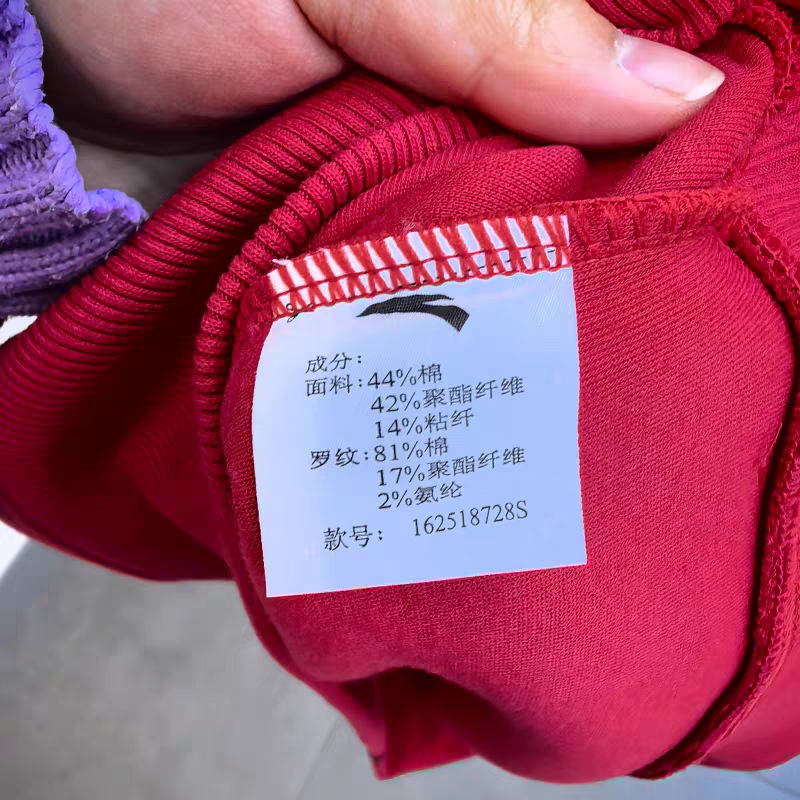 成分:
面料:44%棉
42%聚酯纤维
14%粘纤
罗纹:81%棉
17%聚酯纤维
2%氨纶
款号: 162518728S